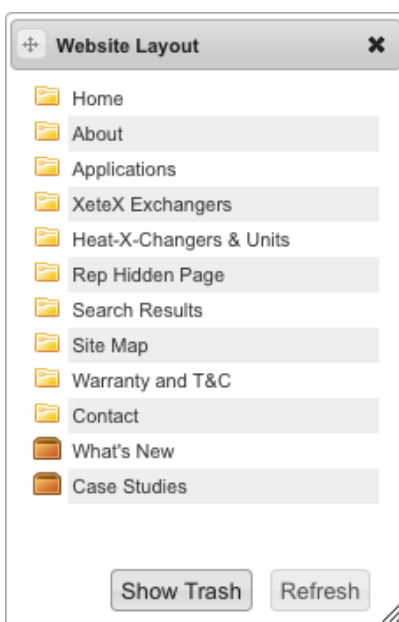 Website Layout
Home
About
Applications
XeteX Exchangers
Heat-X-Changers & Units
Rep Hidden Page
Search Results
Site Map
Warranty and T&C
Contact
What's New
Case Studies
Show Trash Refresh